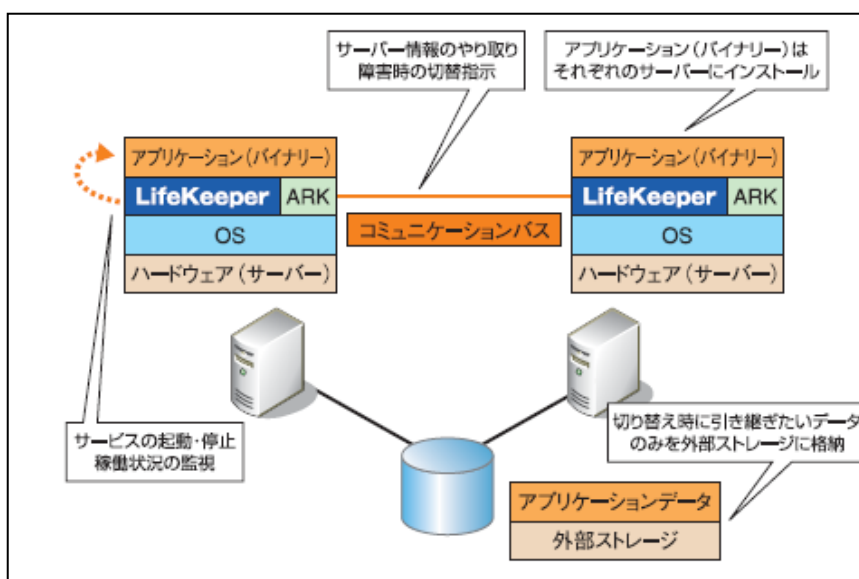 サーバー情報のやり取り
障害時の切替指示
アプリケーション(バイナリー)は
それぞれのサーバーにインストール
アプリケーション(バイナリー)
LifeKeeper ARK
OS
ハードウェア(サーバー)
コミュニケーションパス
アプリケーション(バイナリー)
LifeKeeper ARK
OS
ハードウェア(サーバー)
サービスの起動・停止
稼働状況の監視
切り替え時に引き継ぎたいデータ
のみを外部ストレージに格納
アプリケーションデータ
外部ストレージ